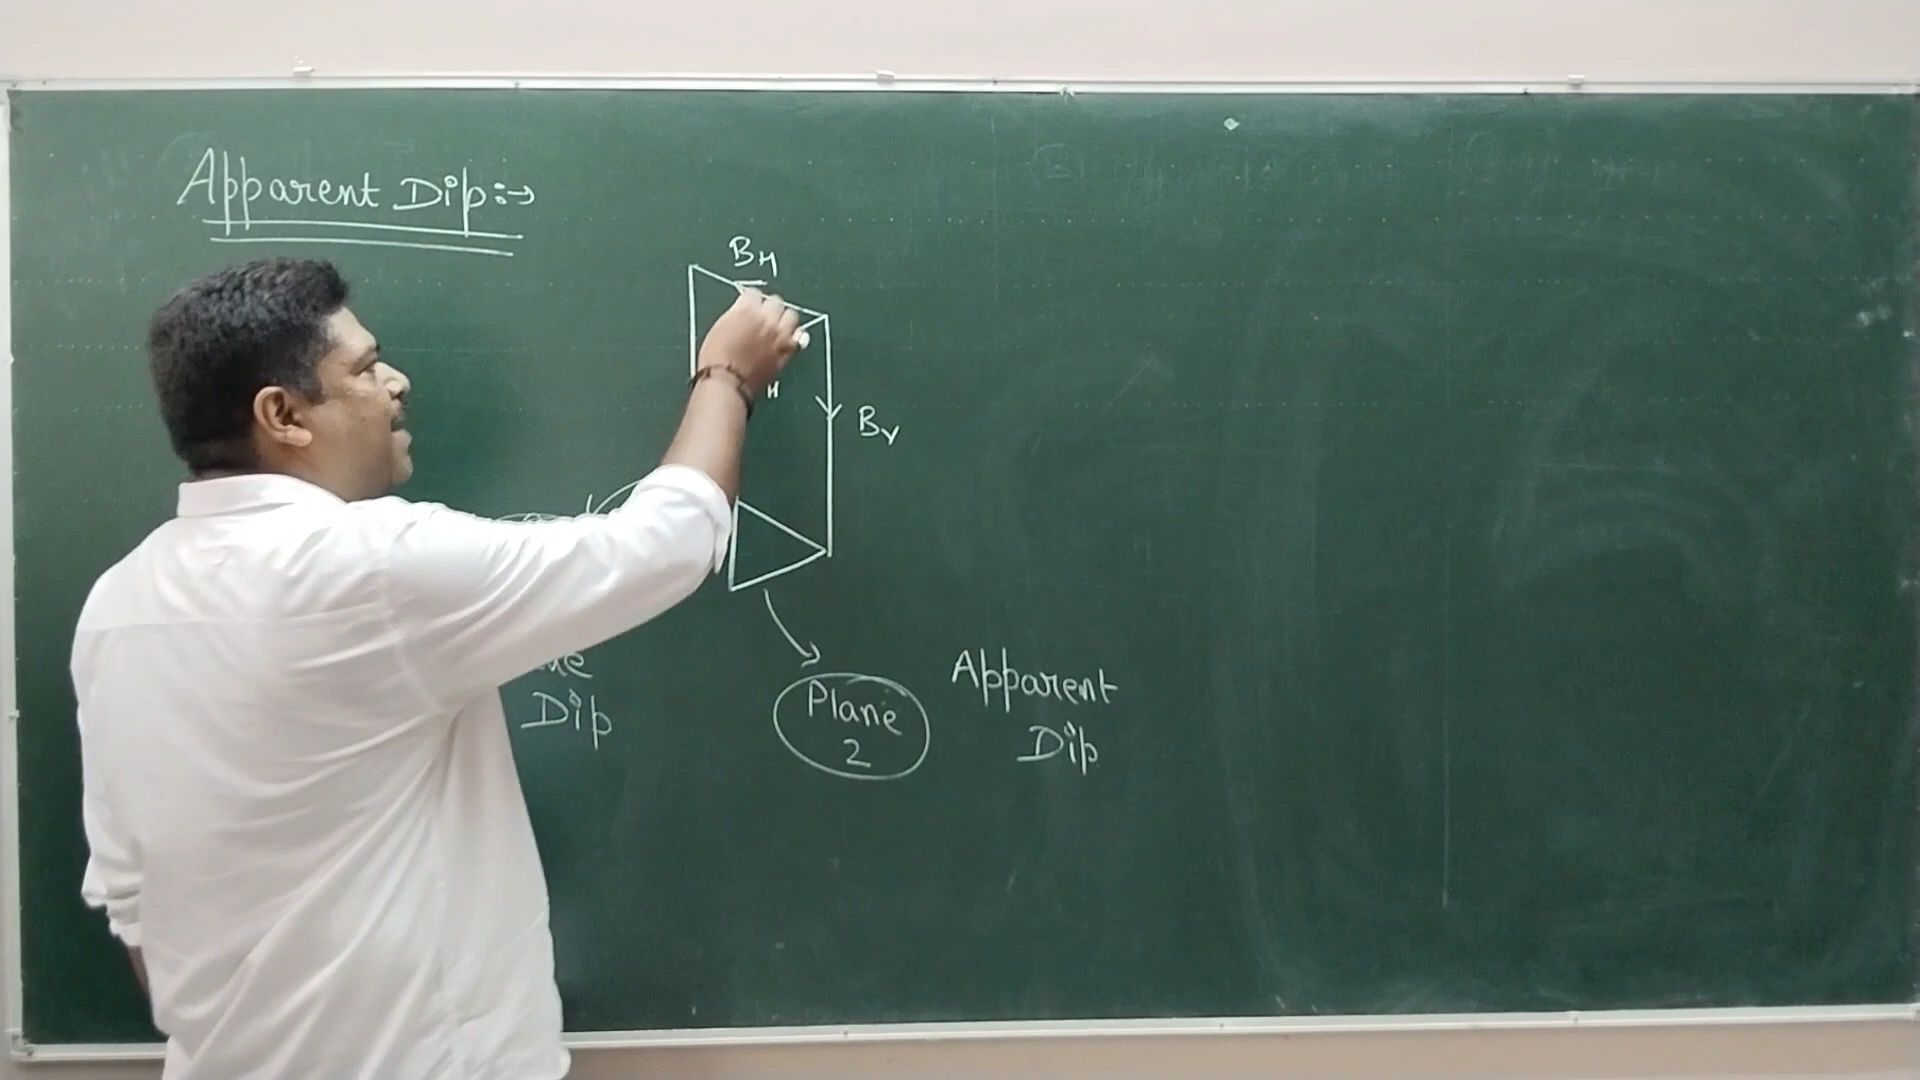 Apparent Dip:→
B_H
H
B_V
Dip
Plane
2
Apparent
Dip